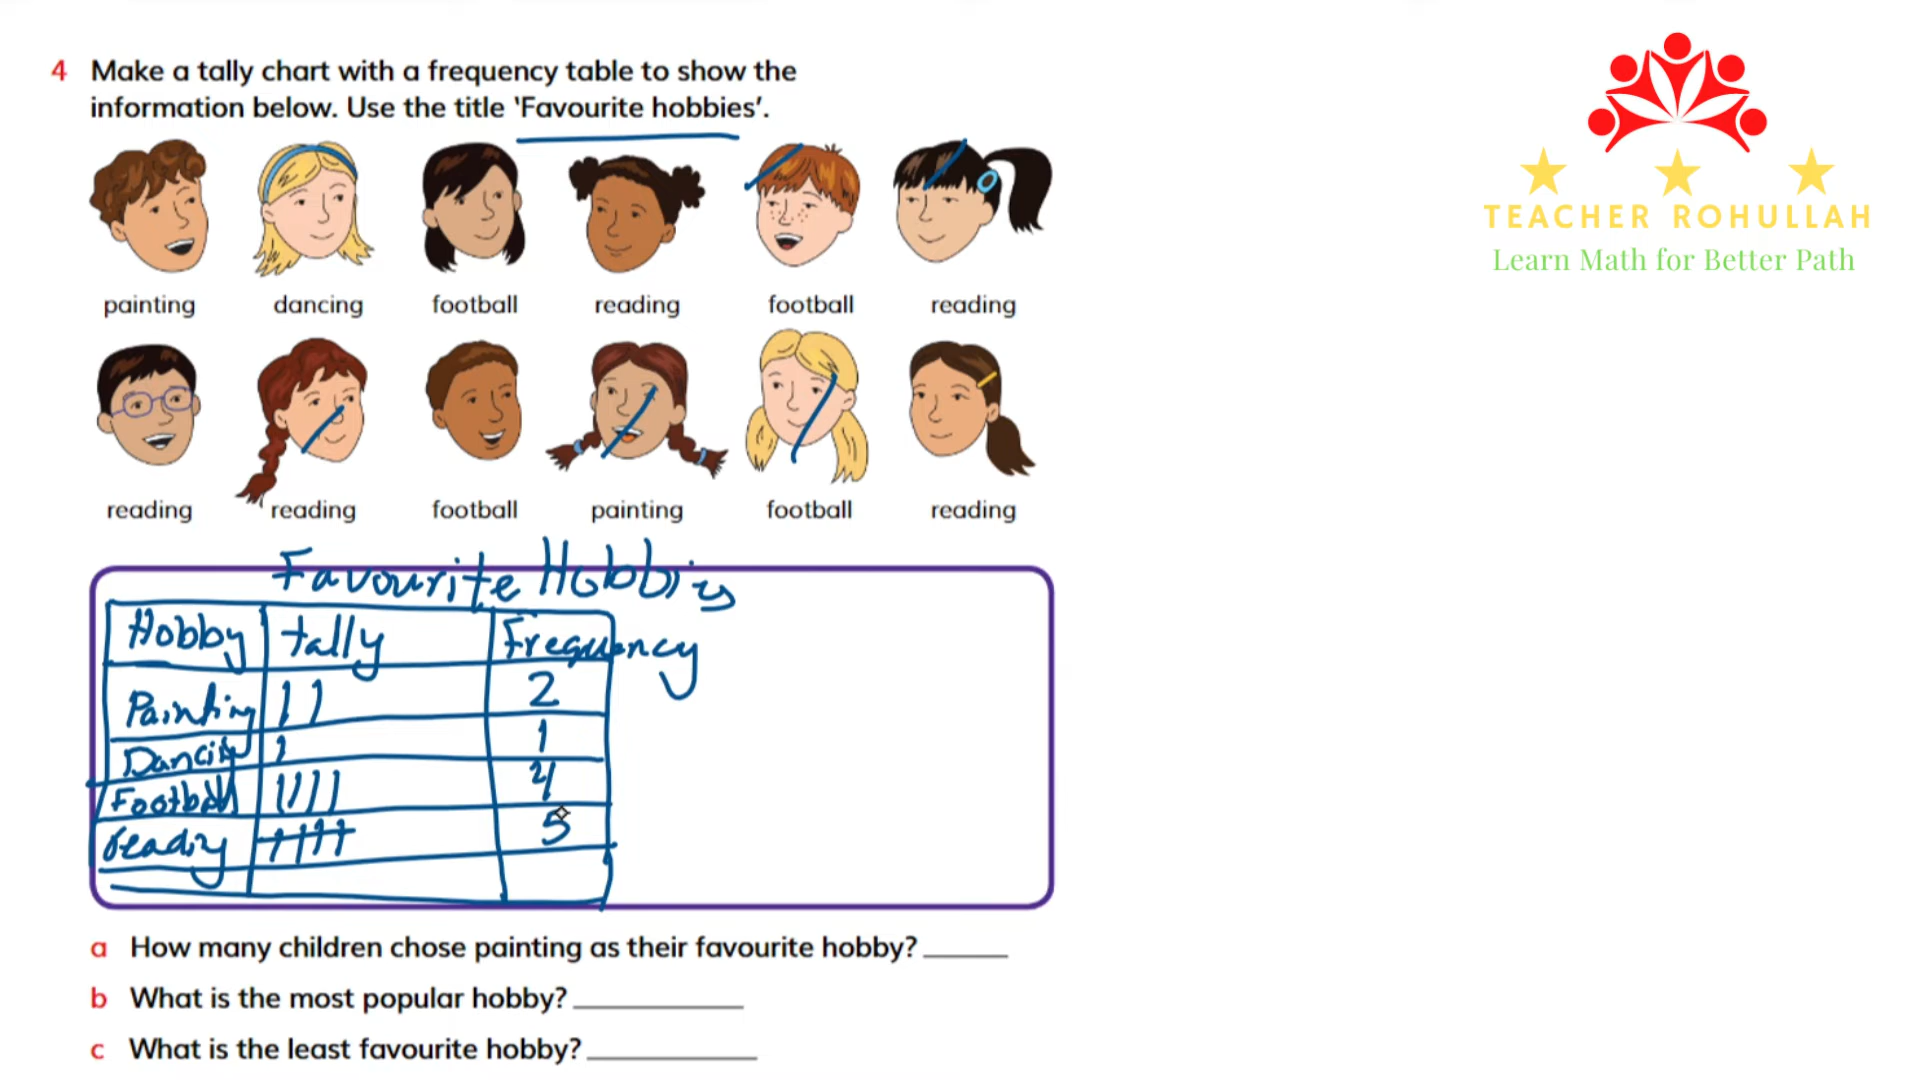 4 Make a tally chart with a frequency table to show the
information below. Use the title 'Favourite hobbies'.
TEACHER ROHULLAH
Learn Math for Better Path
painting dancing football reading football reading
reading reading football painting football reading
Favourite Hobbies
Hobby tally Frequency
Painting 2
Dancing 1
Football 4
reading 5
a How many children chose painting as their favourite hobby?
b What is the most popular hobby?
c What is the least favourite hobby?